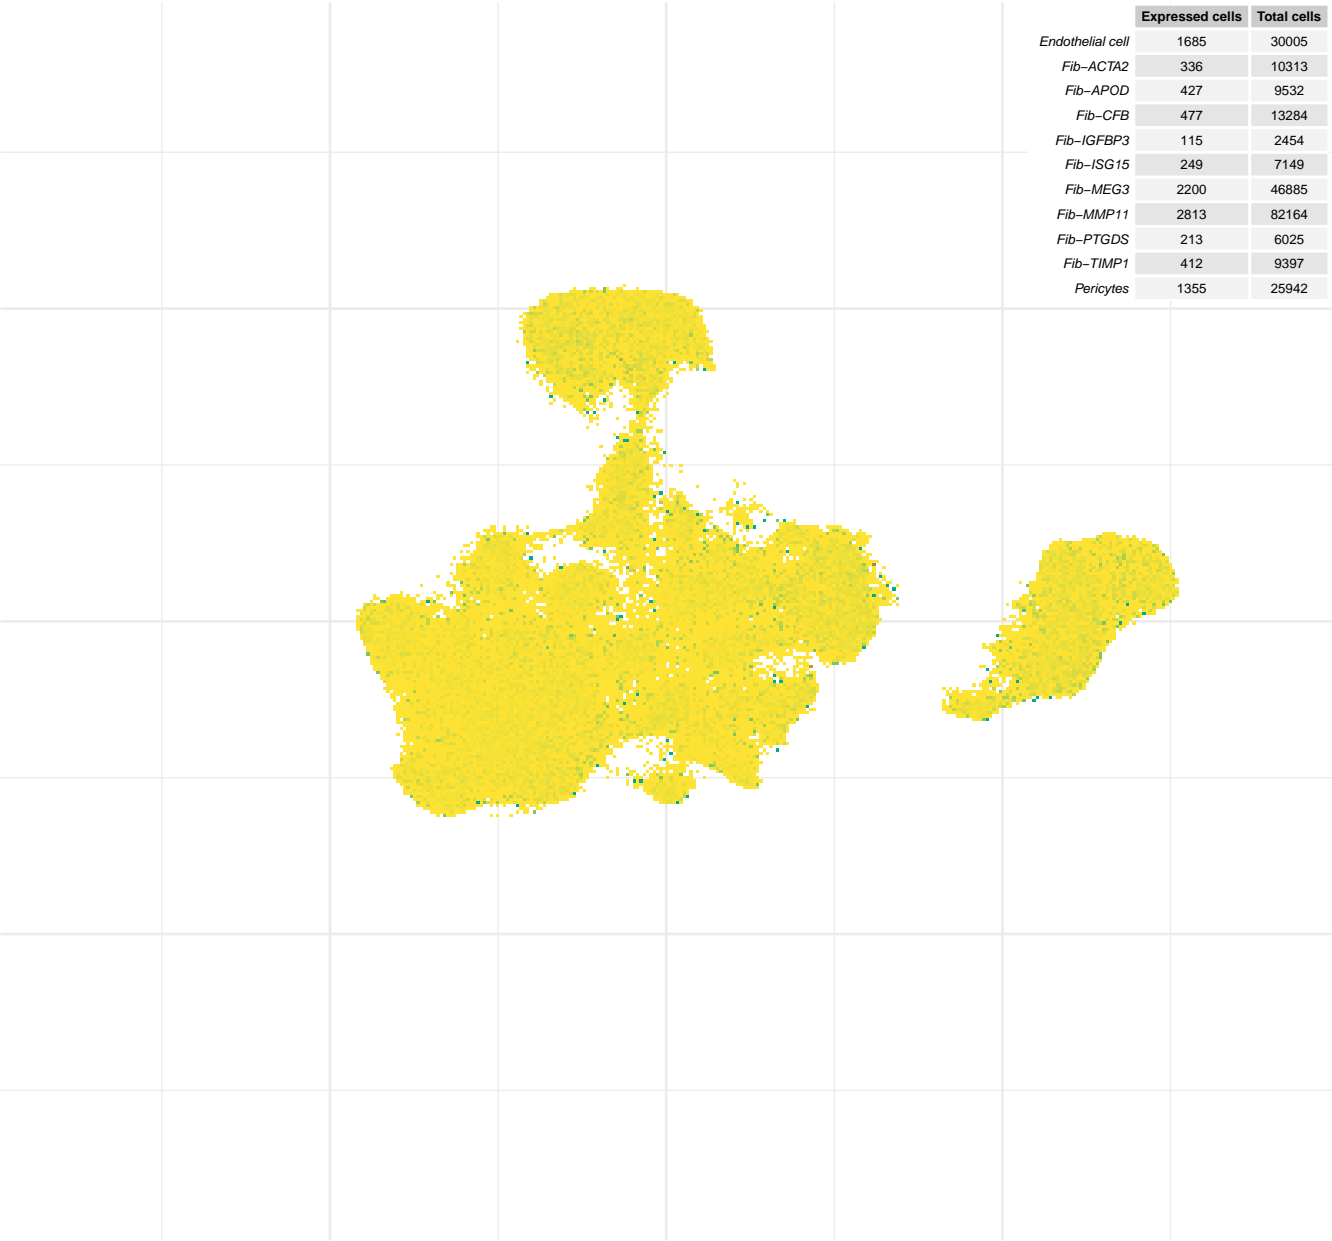 Expressed cells Total cells
Endothelial cell 1685 30005
Fib−ACTA2 336 10313
Fib−APOD 427 9532
Fib−CFB 477 13284
Fib−IGFBP3 115 2454
Fib−ISG15 249 7149
Fib−MEG3 2200 46885
Fib−MMP11 2813 82164
Fib−PTGDS 213 6025
Fib−TIMP1 412 9397
Pericytes 1355 25942